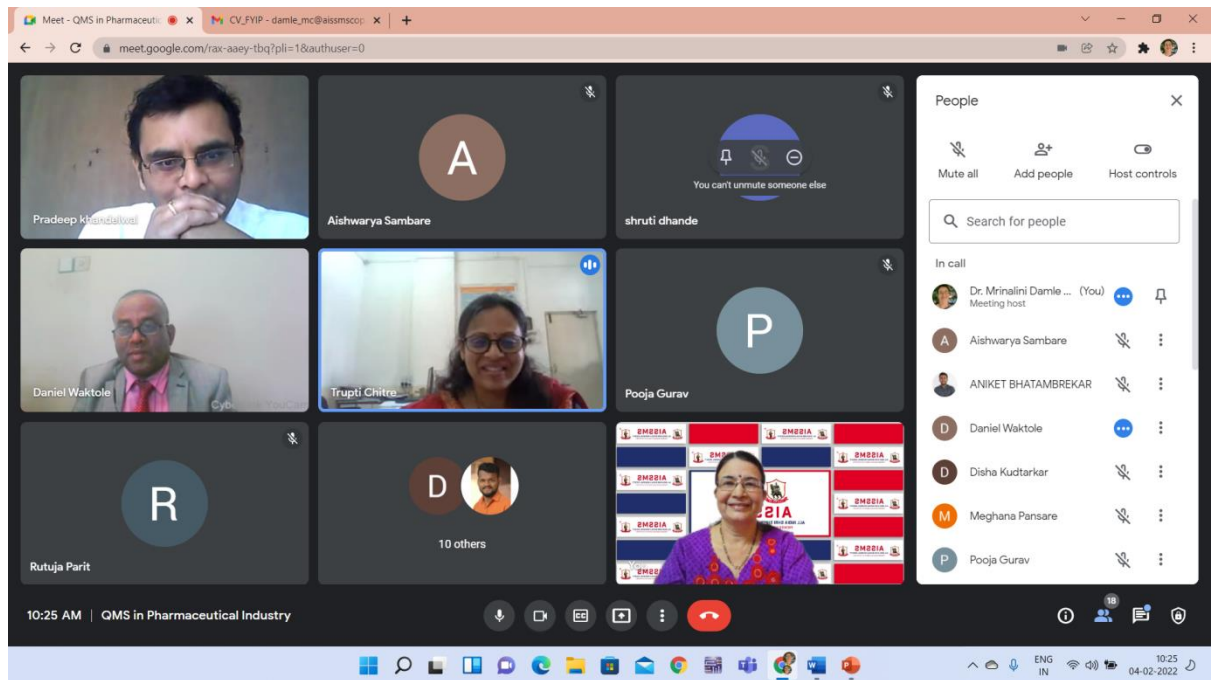 Meet - QMS in Pharmaceutic
CV_FYIP - damle_mc@aissmscop
meet.google.com/rax-aaey-tbq?pli=1&authuser=0
Pradeep khandelwal
A
Aishwarya Sambare
You can't unmute someone else
shruti dhande
Daniel Waktole
Trupti Chitre
P
Pooja Gurav
R
Rutuja Parit
D
10 others
AISSMS
You
People
Mute all
Add people
Host controls
Search for people
In call
Dr. Mrinalini Damle ... (You)
Meeting host
A Aishwarya Sambare
ANIKET BHATAMBREKAR
D Daniel Waktole
D Disha Kudtarkar
M Meghana Pansare
P Pooja Gurav
10:25 AM | QMS in Pharmaceutical Industry
CC
18
ENG
IN
10:25
04-02-2022